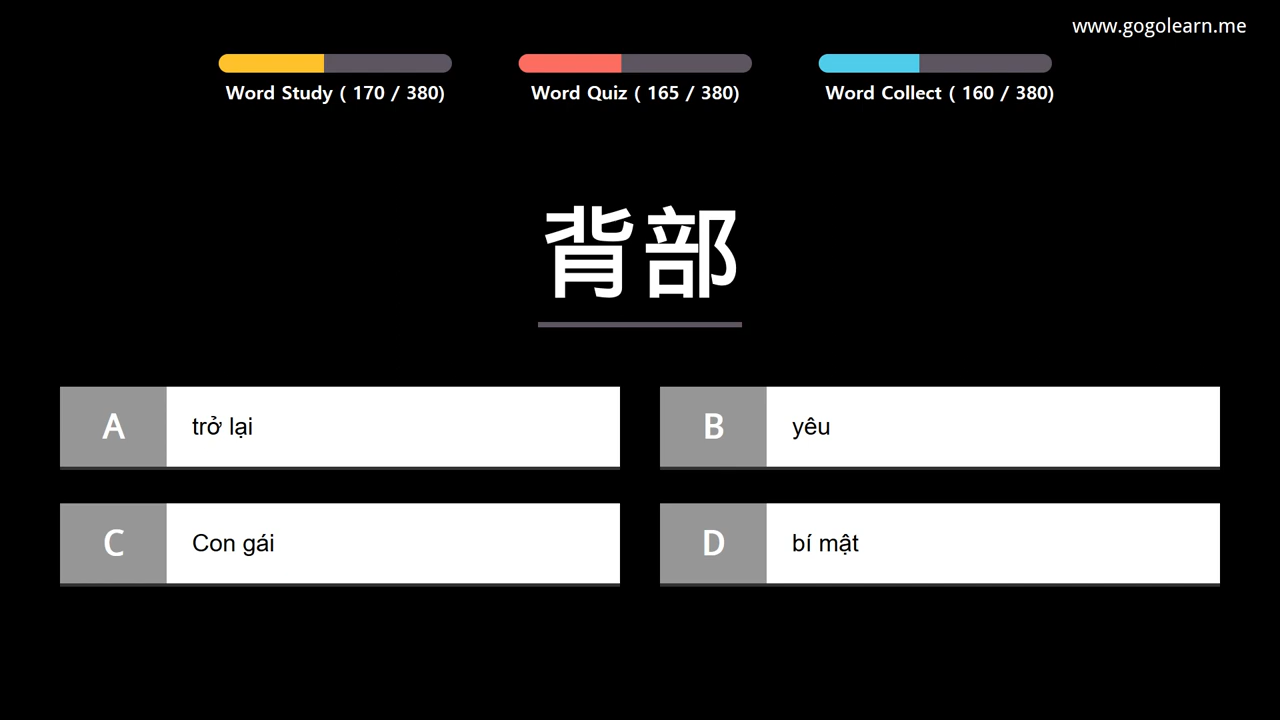 www.gogolearn.me
Word Study ( 170 / 380)
Word Quiz ( 165 / 380)
Word Collect ( 160 / 380)
背部
A trở lại
B yêu
C Con gái
D bí mật